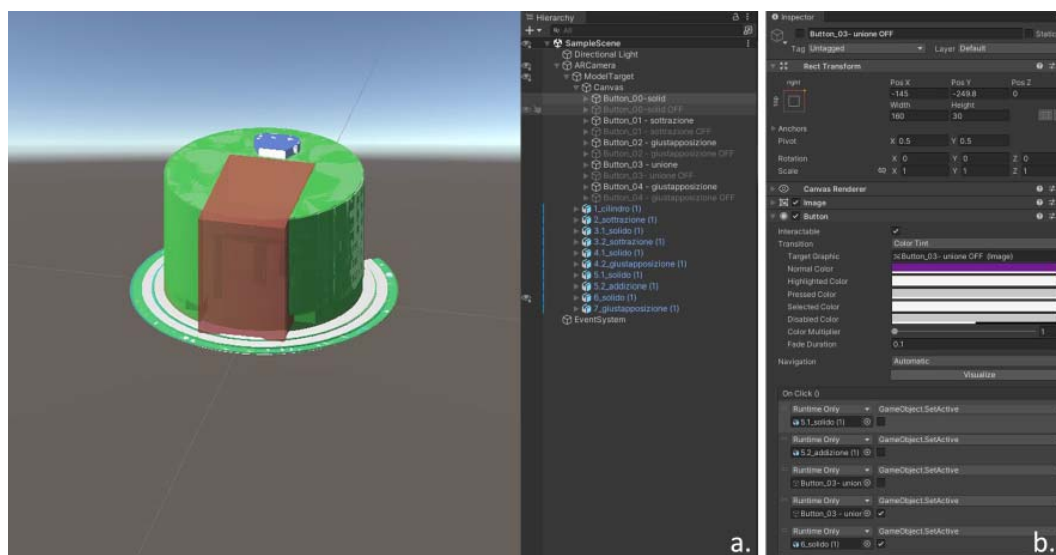 Hierarchy
All
SampleScene
Directional Light
ARCamera
ModelTarget
Canvas
Button_00-solid
Button_00-solid OFF
Button_01 - sottrazione
Button_01 - sottrazione OFF
Button_02 - giustapposizione
Button_02 - giustapposizione OFF
Button_03 - unione
Button_03- unione OFF
Button_04 - giustapposizione
Button_04 - giustapposizione OFF
1_cilindro (1)
2_sottrazione (1)
3.1_solido (1)
3.2_sottrazione (1)
4.1_solido (1)
4.2_giustapposizione (1)
5.1_solido (1)
5.2_addizione (1)
6_solido (1)
7_giustapposizione (1)
EventSystem
a.
Inspector
Button_03- unione OFF
Static
Tag Untagged Layer Default
Rect Transform
right Pos X Pos Y Pos Z
-145 -249.8 0
top Width Height
160 30
Anchors
Pivot X 0.5 Y 0.5
Rotation X 0 Y 0 Z 0
Scale X 1 Y 1 Z 1
Canvas Renderer
Image
Button
Interactable
Transition Color Tint
Target Graphic Button_03- unione OFF (Image)
Normal Color
Highlighted Color
Pressed Color
Selected Color
Disabled Color
Color Multiplier 1
Fade Duration 0.1
Navigation Automatic
Visualize
On Click ()
Runtime Only GameObject.SetActive
5.1_solido (1)
Runtime Only GameObject.SetActive
5.2_addizione (1)
Runtime Only GameObject.SetActive
Button_03- union
Runtime Only GameObject.SetActive
Button_03 - union
Runtime Only GameObject.SetActive
6_solido (1)
b.